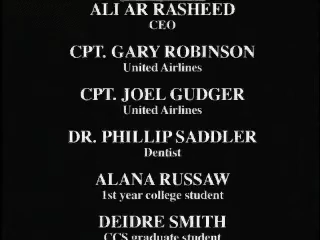 ALI AR RASHEED
CEO
CPT. GARY ROBINSON
United Airlines
CPT. JOEL GUDGER
United Airlines
DR. PHILLIP SADDLER
Dentist
ALANA RUSSAW
1st year college student
DEIDRE SMITH
CCS graduate student